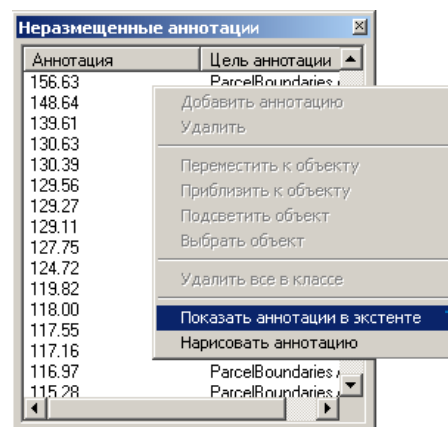 Неразмещенные аннотации
Аннотация Цель аннотации
156.63 ParcelBoundaries
148.64
Добавить аннотацию
139.61
Удалить
130.63
130.39
Переместить к объекту
129.56
Приблизить к объекту
129.27
Подсветить объект
129.11
Выбрать объект
127.75
124.72
Удалить все в классе
119.82
118.00
Показать аннотации в экстенте
117.55
Нарисовать аннотацию
117.16
116.97 ParcelBoundaries
115.28 ParcelBoundaries